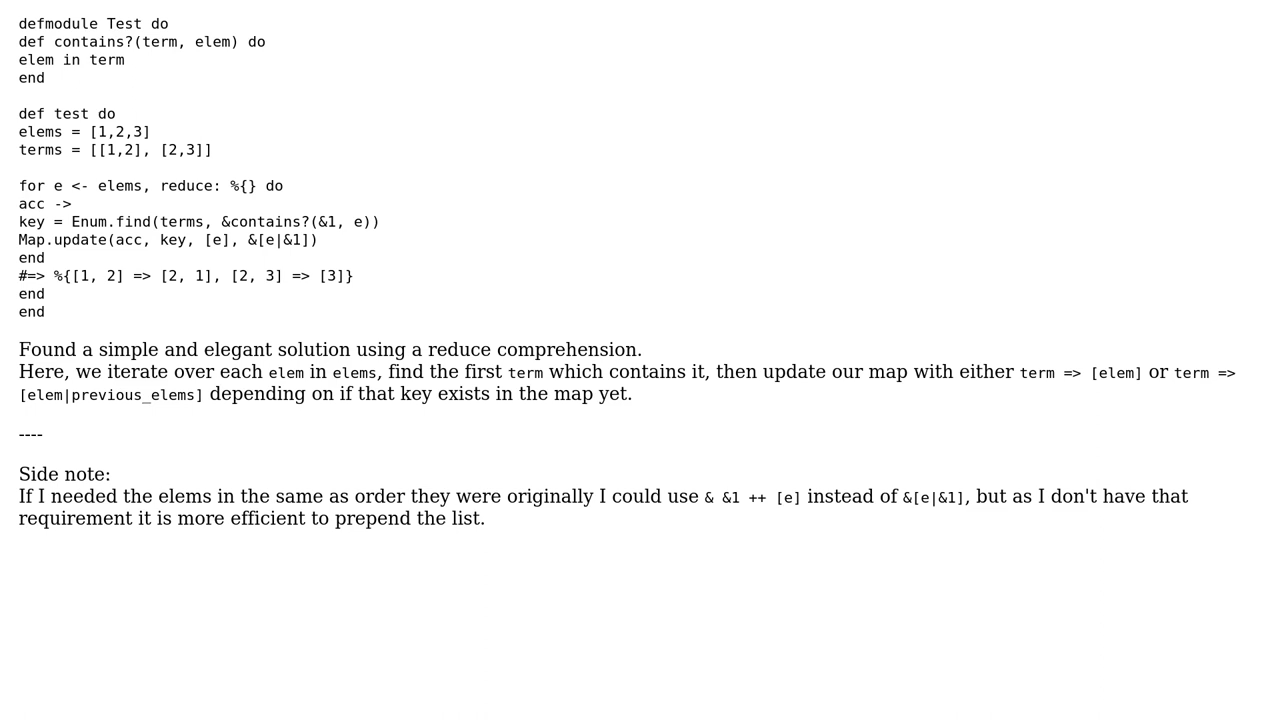 defmodule Test do
def contains?(term, elem) do
elem in term
end
def test do
elems = [1,2,3]
terms = [[1,2], [2,3]]
for e <- elems, reduce: %{} do
acc ->
key = Enum.find(terms, &contains?(&1, e))
Map.update(acc, key, [e], &[e|&1])
end
#=> %{[1, 2] => [2, 1], [2, 3] => [3]}
end
end
Found a simple and elegant solution using a reduce comprehension.
Here, we iterate over each elem in elems, find the first term which contains it, then update our map with either term => [elem] or term =>
[elem|previous_elems] depending on if that key exists in the map yet.
----
Side note:
If I needed the elems in the same as order they were originally I could use & &1 ++ [e] instead of &[e|&1], but as I don't have that
requirement it is more efficient to prepend the list.